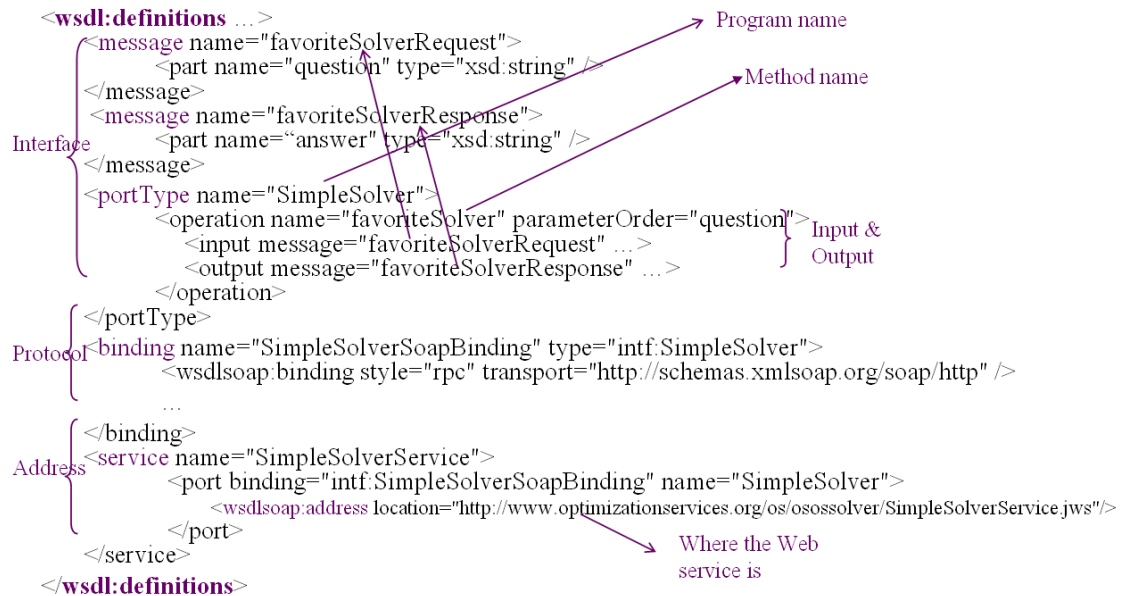 <wsdl:definitions …>
Program name
<message name="favoriteSolverRequest">
<part name="question" type="xsd:string" />
Method name
</message>
<message name="favoriteSolverResponse">
Interface
<part name=“answer" type="xsd:string" />
</message>
<portType name="SimpleSolver">
<operation name="favoriteSolver" parameterOrder="question">
<input message="favoriteSolverRequest" …>
<output message="favoriteSolverResponse" …>
Input &
Output
</operation>
</portType>
Protocol
<binding name="SimpleSolverSoapBinding" type="intf:SimpleSolver">
<wsdlsoap:binding style="rpc" transport="http://schemas.xmlsoap.org/soap/http" />
…
</binding>
Address
<service name="SimpleSolverService">
<port binding="intf:SimpleSolverSoapBinding" name="SimpleSolver">
<wsdlsoap:address location="http://www.optimizationservices.org/os/osossolver/SimpleSolverService.jws"/>
</port>
Where the Web
service is
</service>
</wsdl:definitions>